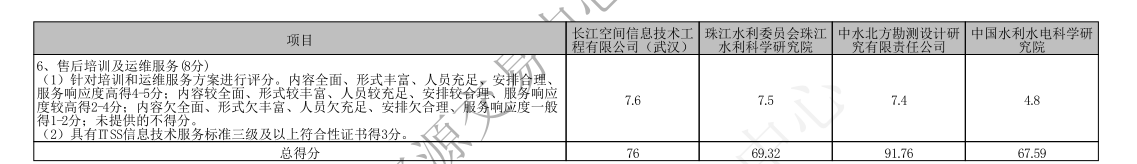 项目
长江空间信息技术工
程有限公司（武汉）
珠江水利委员会珠江
水利科学研究院
中水北方勘测设计研
究有限责任公司
中国水利水电科学研
究院
6、售后培训及运维服务(8分)
（1）针对培训和运维服务方案进行评分。内容全面、形式丰富、人员充足、安排合理、
服务响应度高得4-5分；内容较全面、形式较丰富、人员较充足、安排较合理、服务响应
度较高得2-4分；内容欠全面、形式欠丰富、人员欠充足、安排欠合理、服务响应度一般
得1-2分；未提供的不得分。
（2）具有ITSS信息技术服务标准三级及以上符合性证书得3分。
7.6
7.5
7.4
4.8
总得分
76
69.32
91.76
67.59
源交易
中心
中心